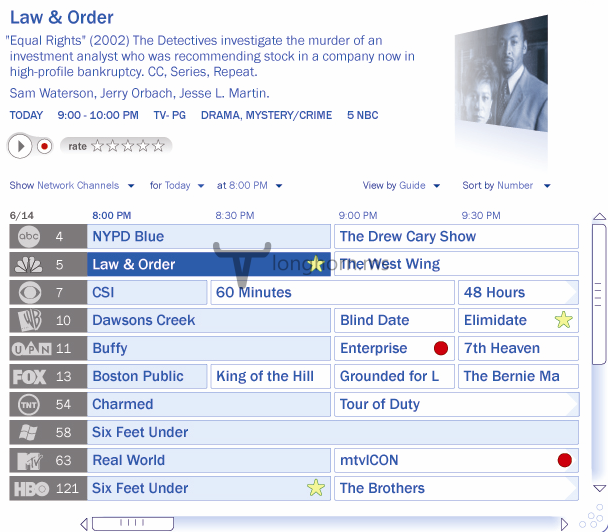 Law & Order
"Equal Rights" (2002) The Detectives investigate the murder of an
investment analyst who was recommending stock in a company now in
high-profile bankruptcy. CC, Series, Repeat.
Sam Waterson, Jerry Orbach, Jesse L. Martin.
TODAY 9:00 - 10:00 PM TV- PG DRAMA, MYSTERY/CRIME 5 NBC
rate
Show Network Channels for Today at 8:00 PM View by Guide Sort by Number
6/14 8:00 PM 8:30 PM 9:00 PM 9:30 PM
abc 4 NYPD Blue The Drew Cary Show
5 Law & Order The West Wing
longhorn.ms
7 CSI 60 Minutes 48 Hours
WB 10 Dawsons Creek Blind Date Elimidate
UPN 11 Buffy Enterprise 7th Heaven
FOX 13 Boston Public King of the Hill Grounded for L The Bernie Ma
TNT 54 Charmed Tour of Duty
58 Six Feet Under
MTV 63 Real World mtvICON
HBO 121 Six Feet Under The Brothers